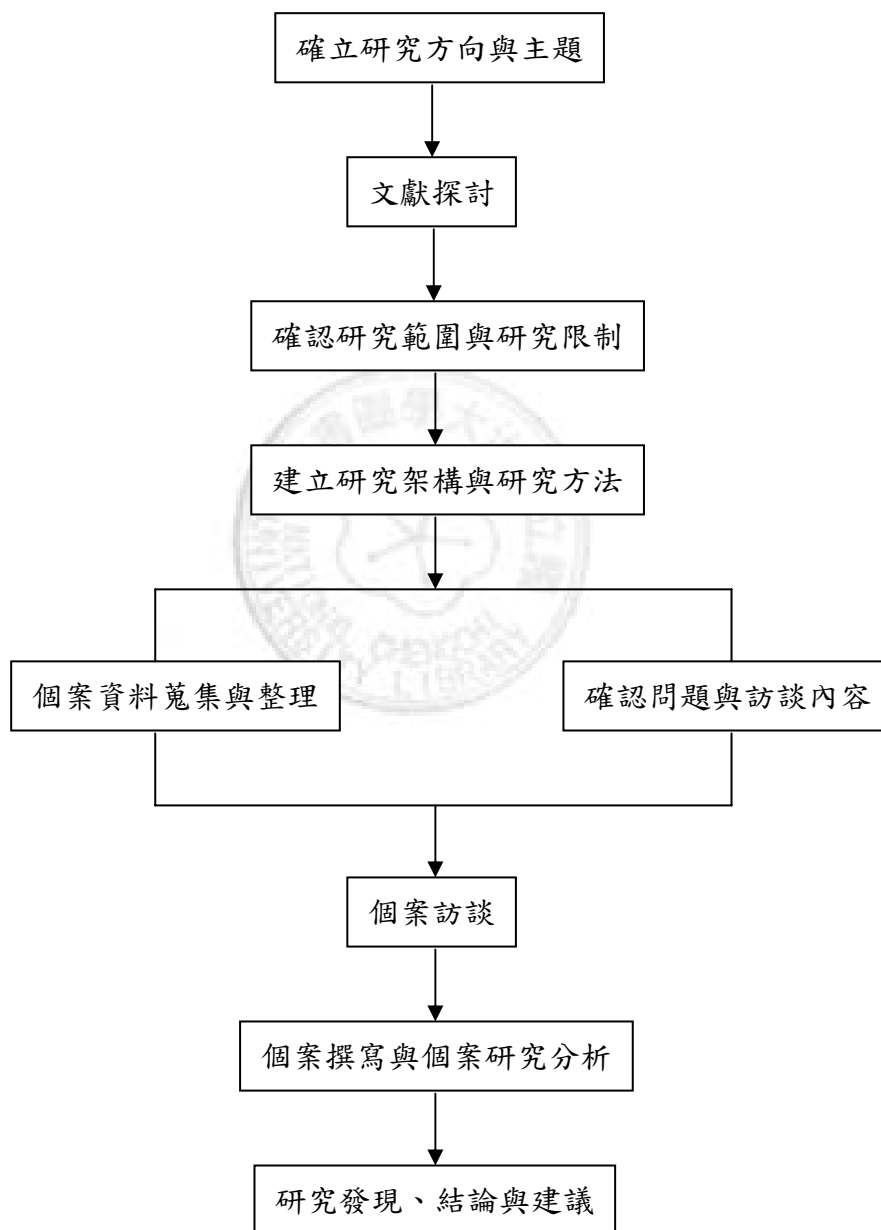 確立研究方向與主題
文獻探討
確認研究範圍與研究限制
建立研究架構與研究方法
個案資料蒐集與整理
確認問題與訪談內容
個案訪談
個案撰寫與個案研究分析
研究發現、結論與建議